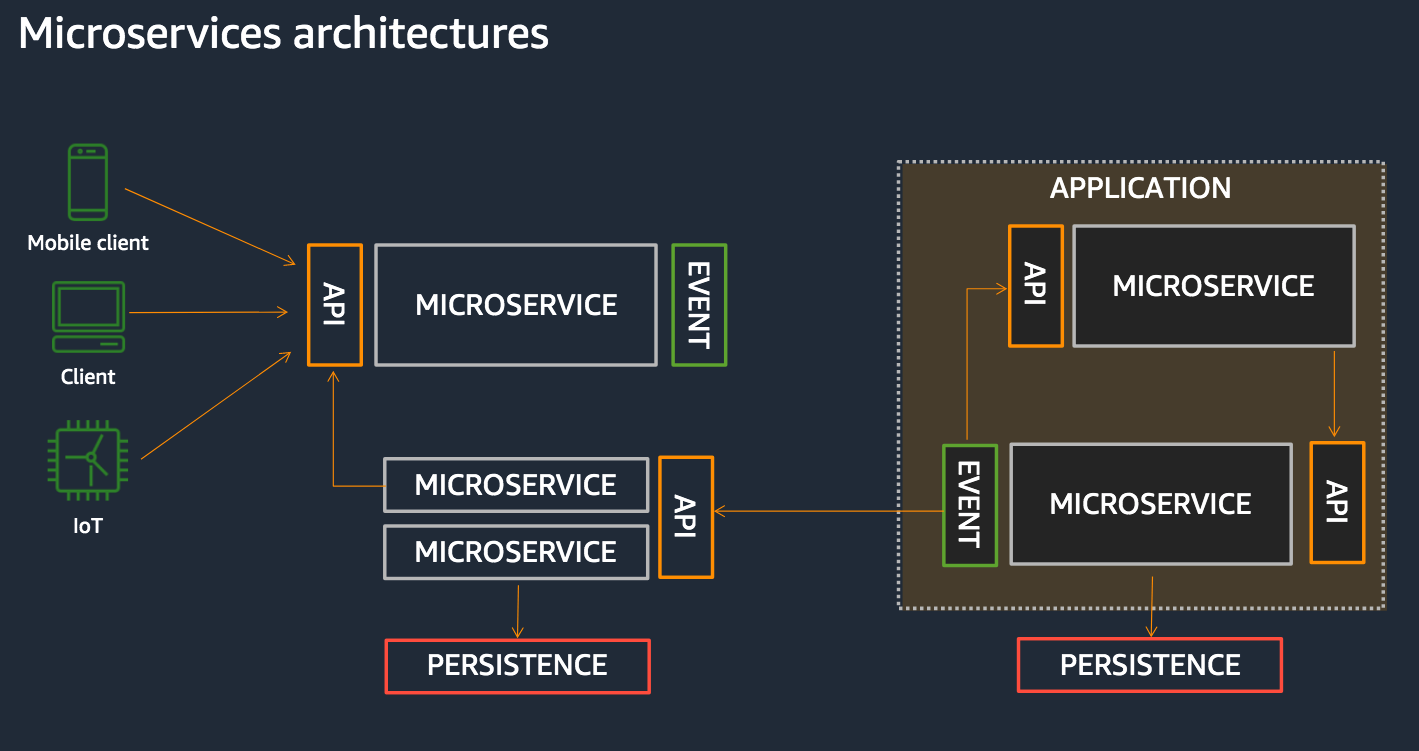 Microservices architectures
Mobile client
Client
IoT
API
MICROSERVICE
EVENT
MICROSERVICE
MICROSERVICE
API
PERSISTENCE
APPLICATION
API
MICROSERVICE
EVENT
MICROSERVICE
API
PERSISTENCE